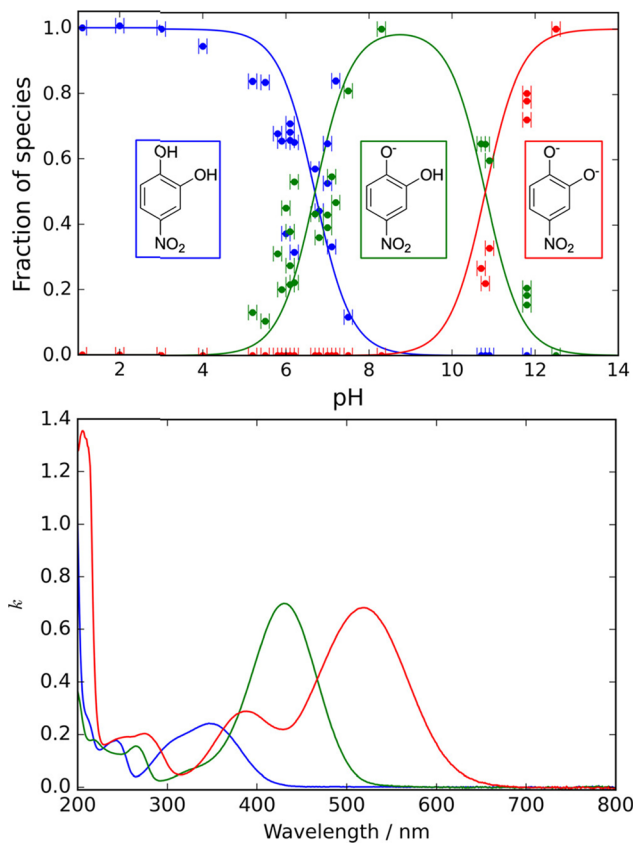 1.0
0.8
0.6
0.4
0.2
0.0
Fraction of species
OH
OH
NO2
O-
OH
NO2
O-
O-
NO2
2 4 6 8 10 12 14
pH
1.4
1.2
1.0
0.8
0.6
0.4
0.2
0.0
k
200 300 400 500 600 700 800
Wavelength / nm